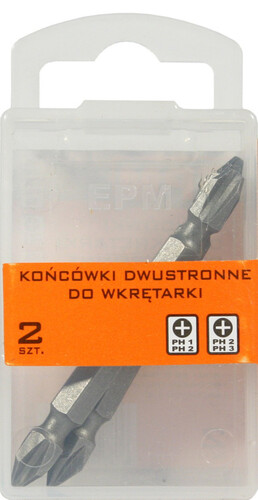 EPM
KOŃCÓWKI DWUSTRONNE
DO WKRĘTARKI
2
SZT.
PH 1
PH 2
PH 2
PH 3